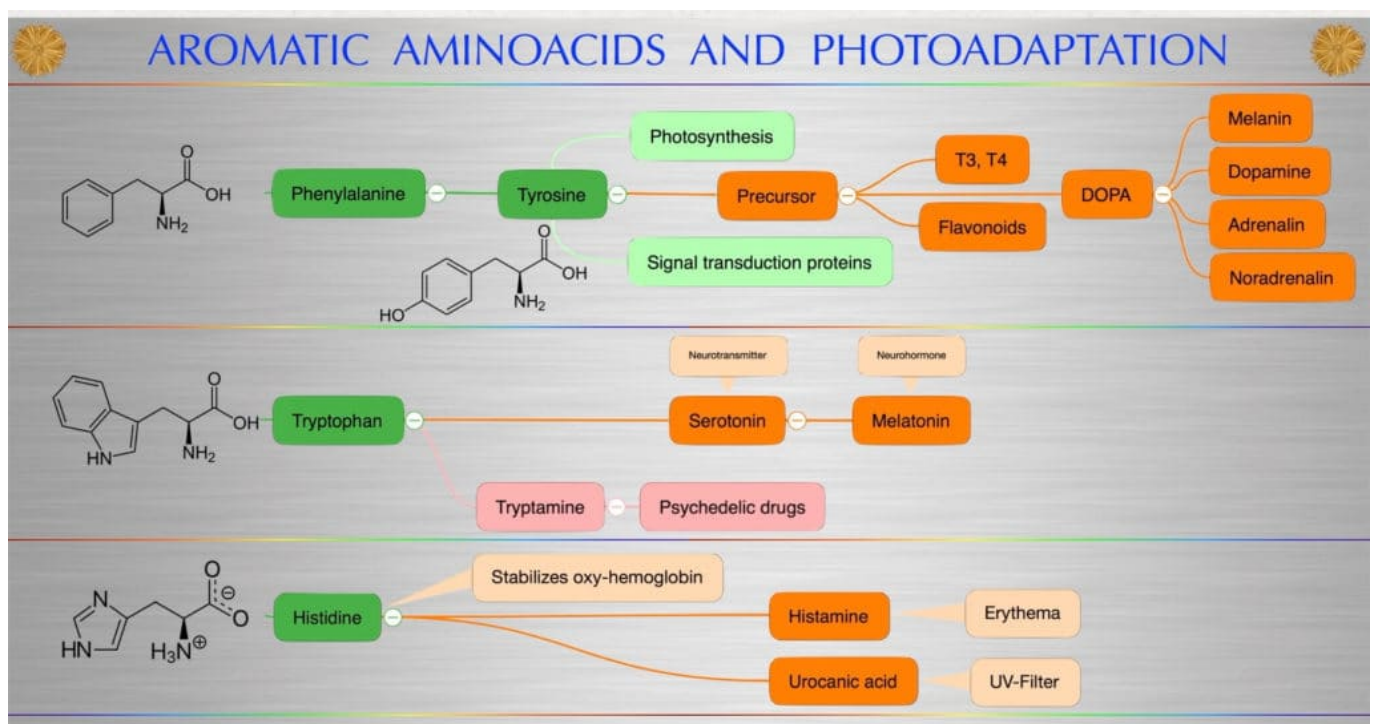 AROMATIC AMINOACIDS AND PHOTOADAPTATION
Melanin
Photosynthesis
T3, T4
Dopamine
O
OH
NH₂
Phenylalanine
Tyrosine
Precursor
DOPA
Adrenalin
Flavonoids
Signal transduction proteins
Noradrenalin
O
OH
NH₂
HO
Neurotransmitter
Neurohormone
O
OH
NH₂
HN
Tryptophan
Serotonin
Melatonin
Tryptamine
Psychedelic drugs
Stabilizes oxy-hemoglobin
O
⊖
O
N
HN
H₃N⊕
Histidine
Histamine
Erythema
Urocanic acid
UV-Filter